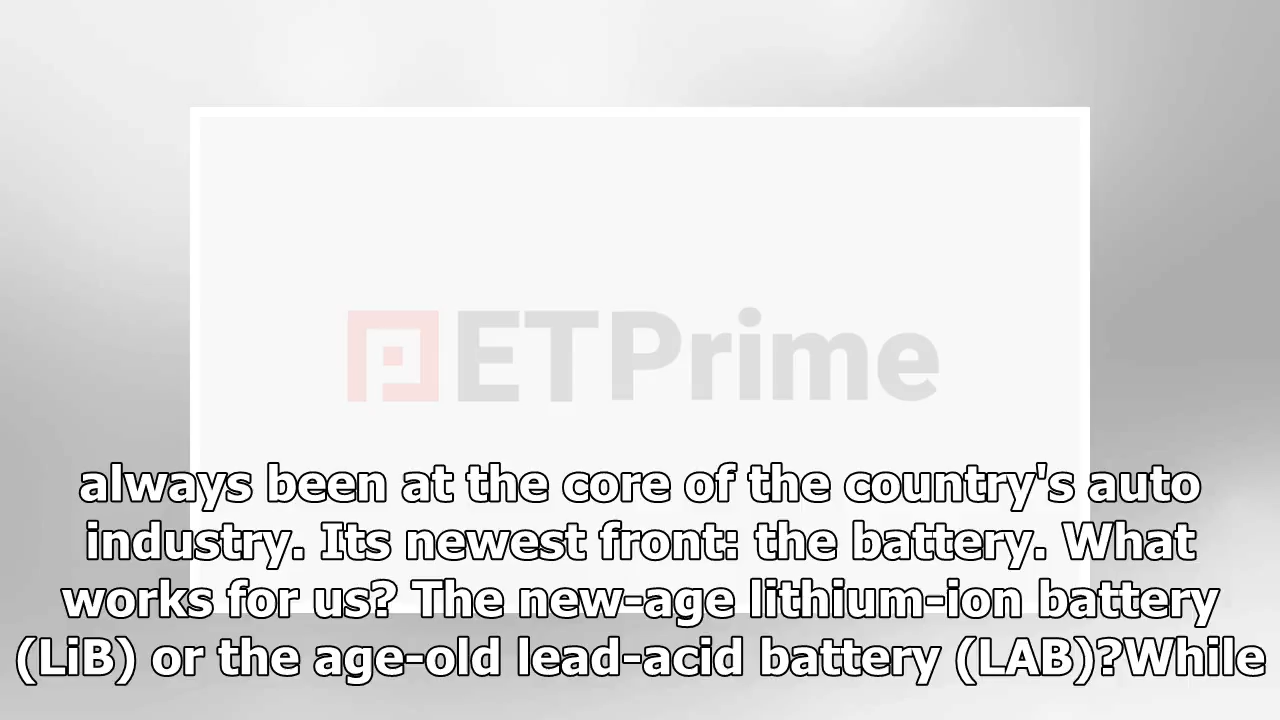 ETPrime
always been at the core of the country's auto
industry. Its newest front: the battery. What
works for us? The new-age lithium-ion battery
(LiB) or the age-old lead-acid battery (LAB)?While